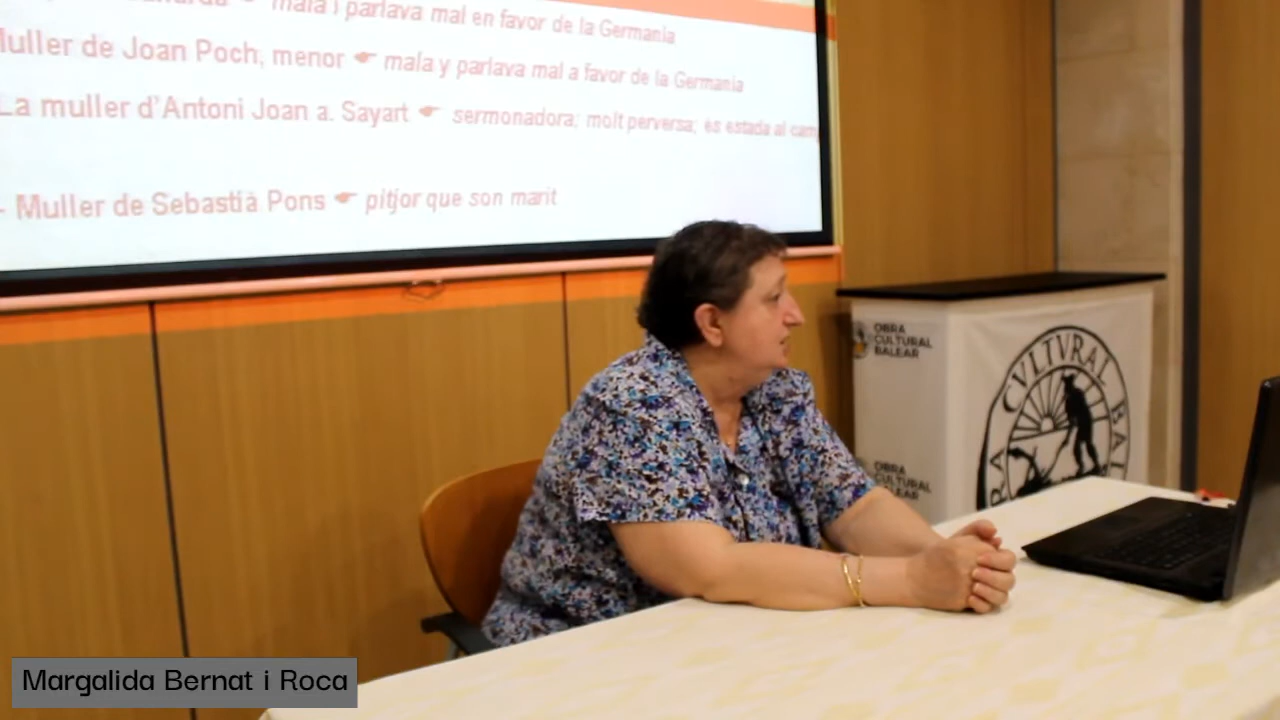 mala i parlava mal en favor de la Germania
Muller de Joan Poch, menor ☛ mala y parlava mal a favor de la Germania
La muller d'Antoni Joan a. Sayart ☛ sermonadora; molt perversa; és estada al camp
- Muller de Sebastià Pons ☛ pitjor que son marit
OBRA
CULTURAL
BALEAR
CVLTVRAL
OBRA
CULTURAL
BALEAR
Margalida Bernat i Roca